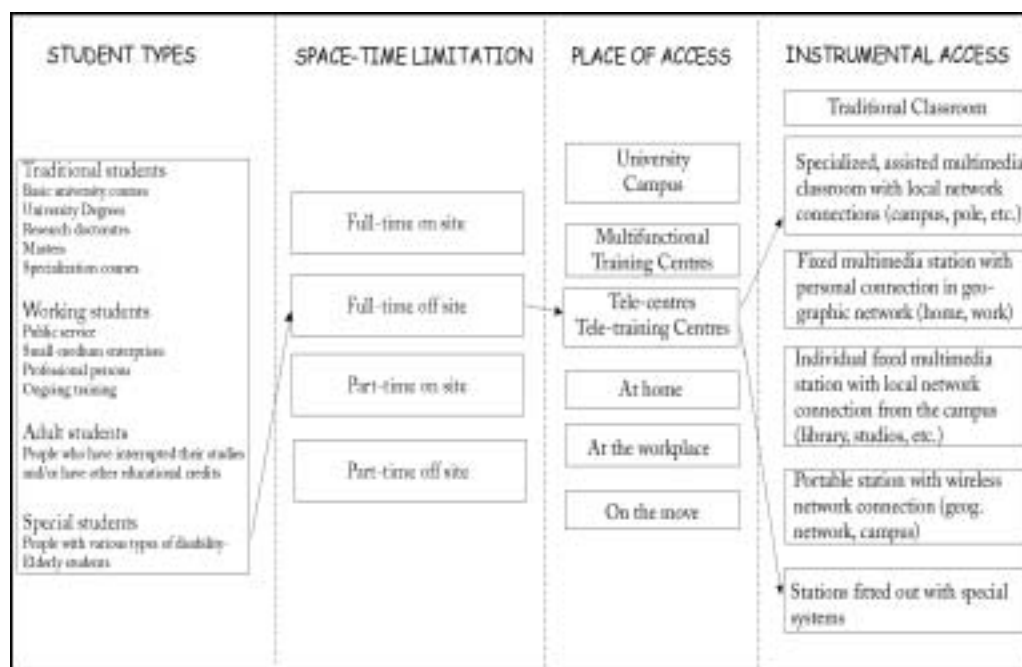 STUDENT TYPES
Traditional students
Basic university courses
University Degrees
Research doctorates
Masters
Specialization courses
Working students
Public service
Small-medium enterprises
Professional persons
Ongoing training
Adult students
People who have interrupted their studies
and/or have other educational credits
Special students
People with various types of disability-
Elderly students
SPACE-TIME LIMITATION
Full-time on site
Full-time off site
Part-time on site
Part-time off site
PLACE OF ACCESS
University
Campus
Multifunctional
Training Centres
Tele-centres
Tele-training Centres
At home
At the workplace
On the move
INSTRUMENTAL ACCESS
Traditional Classroom
Specialized, assisted multimedia
classroom with local network
connections (campus, pole, etc.)
Fixed multimedia station with
personal connection in geo-
graphic network (home, work)
Individual fixed multimedia
station with local network
connection from the campus
(library, studios, etc.)
Portable station with wireless
network connection (geog.
network, campus)
Stations fitted out with special
systems